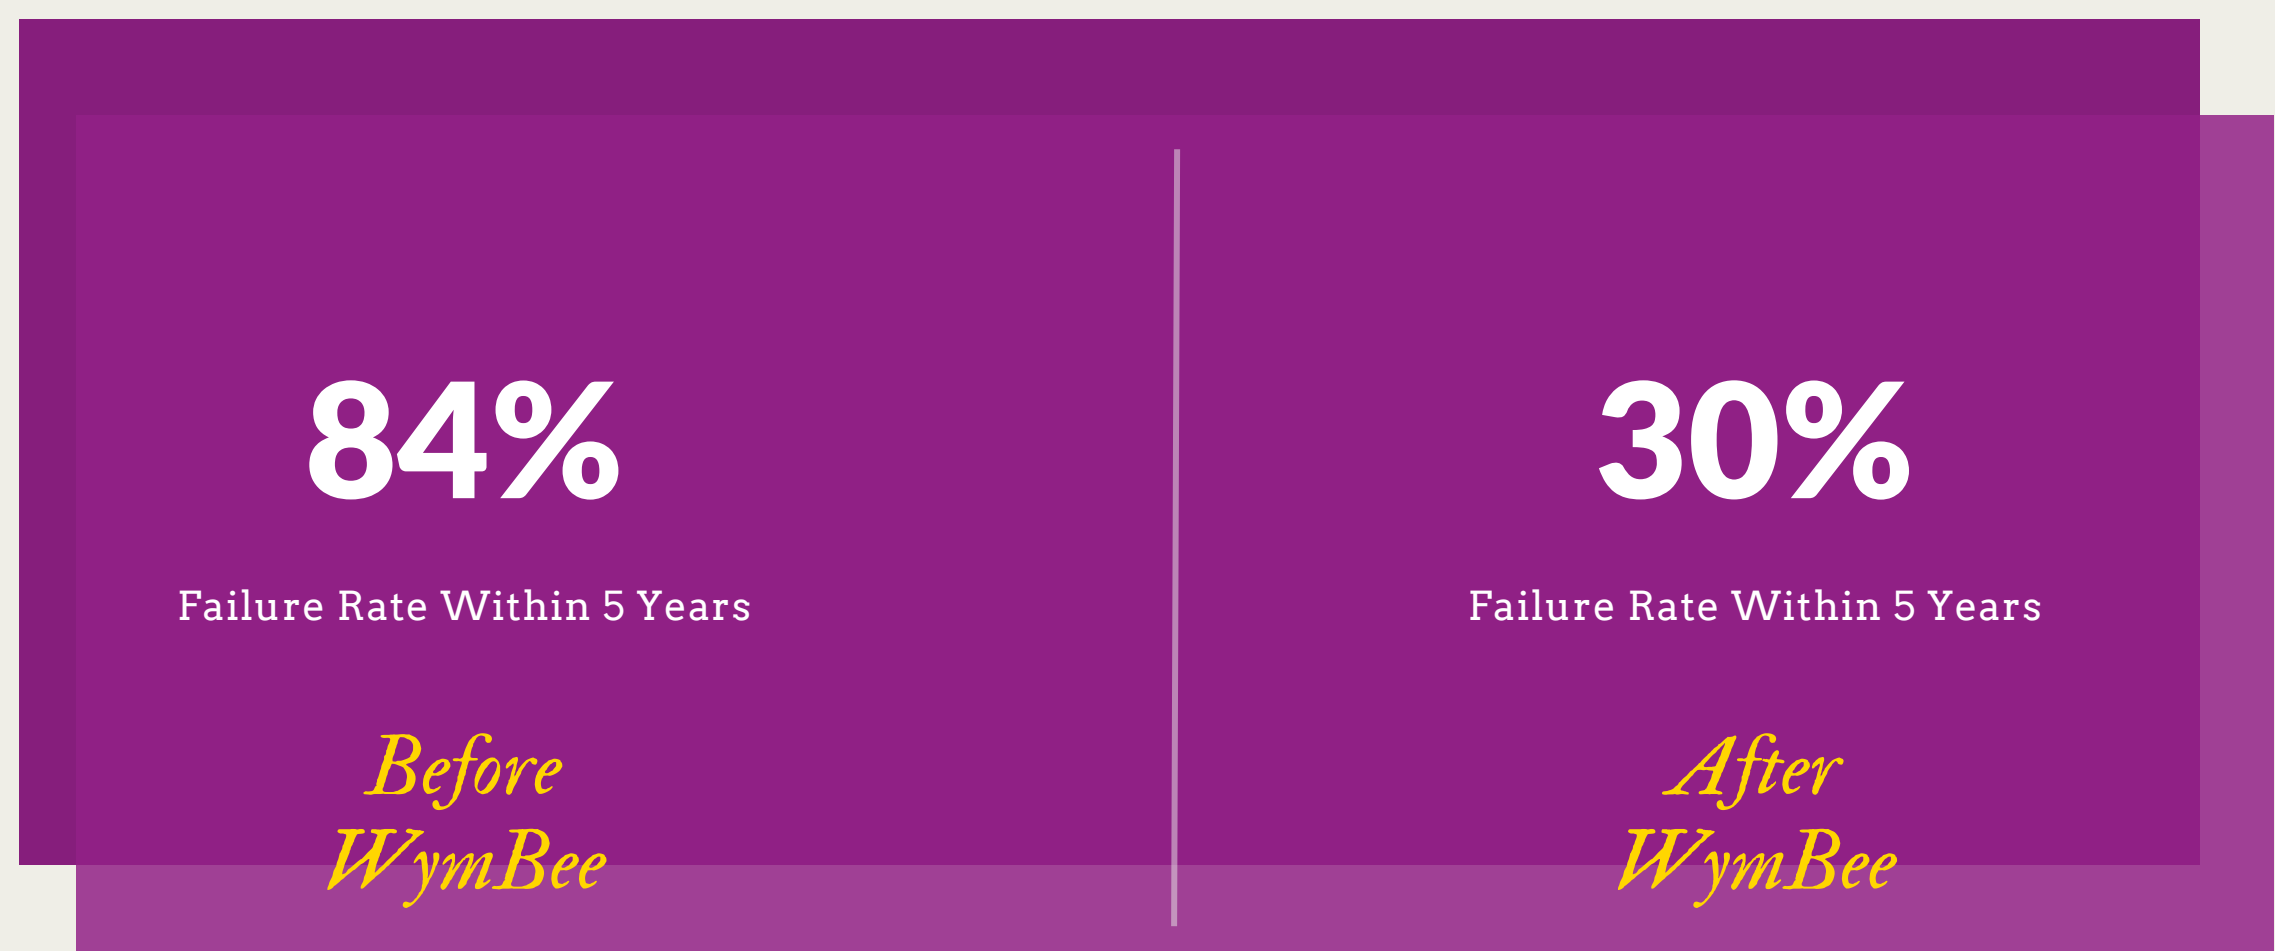 84%
Failure Rate Within 5 Years
Before
WymBee
30%
Failure Rate Within 5 Years
After
WymBee